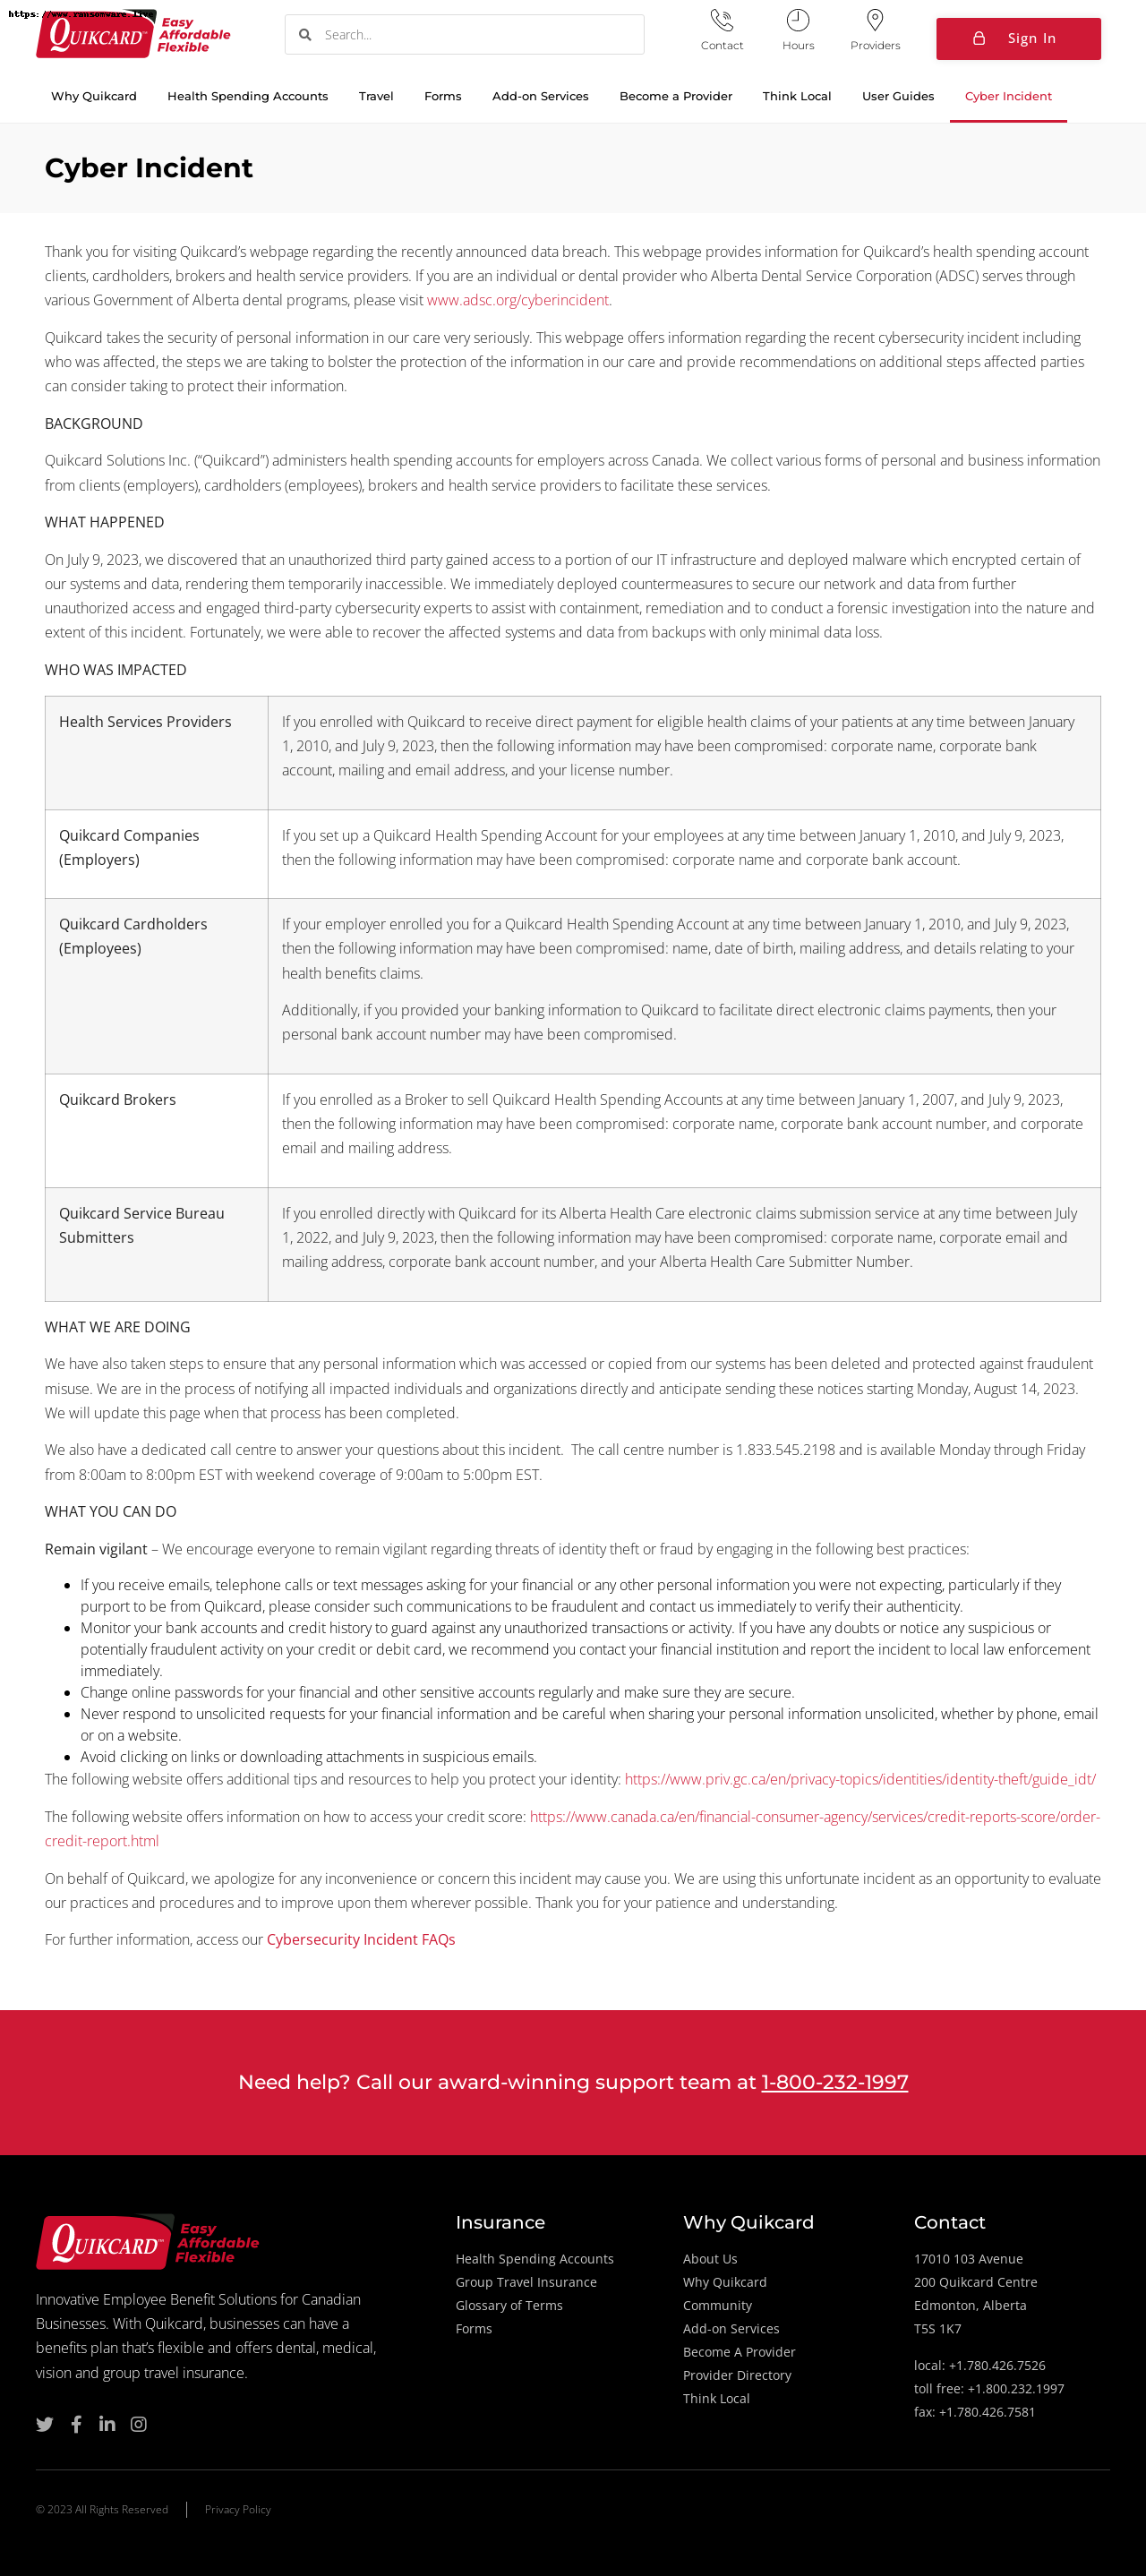 https://www.ransomware.live
QUIKCARD™ Easy
Affordable
Flexible
Search...
Contact
Hours
Providers
Sign In
Why Quikcard
Health Spending Accounts
Travel
Forms
Add-on Services
Become a Provider
Think Local
User Guides
Cyber Incident
Cyber Incident
Thank you for visiting Quikcard’s webpage regarding the recently announced data breach. This webpage provides information for Quikcard’s health spending account
clients, cardholders, brokers and health service providers. If you are an individual or dental provider who Alberta Dental Service Corporation (ADSC) serves through
various Government of Alberta dental programs, please visit www.adsc.org/cyberincident.
Quikcard takes the security of personal information in our care very seriously. This webpage offers information regarding the recent cybersecurity incident including
who was affected, the steps we are taking to bolster the protection of the information in our care and provide recommendations on additional steps affected parties
can consider taking to protect their information.
BACKGROUND
Quikcard Solutions Inc. (“Quikcard”) administers health spending accounts for employers across Canada. We collect various forms of personal and business information
from clients (employers), cardholders (employees), brokers and health service providers to facilitate these services.
WHAT HAPPENED
On July 9, 2023, we discovered that an unauthorized third party gained access to a portion of our IT infrastructure and deployed malware which encrypted certain of
our systems and data, rendering them temporarily inaccessible. We immediately deployed countermeasures to secure our network and data from further
unauthorized access and engaged third-party cybersecurity experts to assist with containment, remediation and to conduct a forensic investigation into the nature and
extent of this incident. Fortunately, we were able to recover the affected systems and data from backups with only minimal data loss.
WHO WAS IMPACTED
Health Services Providers
If you enrolled with Quikcard to receive direct payment for eligible health claims of your patients at any time between January
1, 2010, and July 9, 2023, then the following information may have been compromised: corporate name, corporate bank
account, mailing and email address, and your license number.
Quikcard Companies
(Employers)
If you set up a Quikcard Health Spending Account for your employees at any time between January 1, 2010, and July 9, 2023,
then the following information may have been compromised: corporate name and corporate bank account.
Quikcard Cardholders
(Employees)
If your employer enrolled you for a Quikcard Health Spending Account at any time between January 1, 2010, and July 9, 2023,
then the following information may have been compromised: name, date of birth, mailing address, and details relating to your
health benefits claims.
Additionally, if you provided your banking information to Quikcard to facilitate direct electronic claims payments, then your
personal bank account number may have been compromised.
Quikcard Brokers
If you enrolled as a Broker to sell Quikcard Health Spending Accounts at any time between January 1, 2007, and July 9, 2023,
then the following information may have been compromised: corporate name, corporate bank account number, and corporate
email and mailing address.
Quikcard Service Bureau
Submitters
If you enrolled directly with Quikcard for its Alberta Health Care electronic claims submission service at any time between July
1, 2022, and July 9, 2023, then the following information may have been compromised: corporate name, corporate email and
mailing address, corporate bank account number, and your Alberta Health Care Submitter Number.
WHAT WE ARE DOING
We have also taken steps to ensure that any personal information which was accessed or copied from our systems has been deleted and protected against fraudulent
misuse. We are in the process of notifying all impacted individuals and organizations directly and anticipate sending these notices starting Monday, August 14, 2023.
We will update this page when that process has been completed.
We also have a dedicated call centre to answer your questions about this incident. The call centre number is 1.833.545.2198 and is available Monday through Friday
from 8:00am to 8:00pm EST with weekend coverage of 9:00am to 5:00pm EST.
WHAT YOU CAN DO
Remain vigilant – We encourage everyone to remain vigilant regarding threats of identity theft or fraud by engaging in the following best practices:
• If you receive emails, telephone calls or text messages asking for your financial or any other personal information you were not expecting, particularly if they
purport to be from Quikcard, please consider such communications to be fraudulent and contact us immediately to verify their authenticity.
• Monitor your bank accounts and credit history to guard against any unauthorized transactions or activity. If you have any doubts or notice any suspicious or
potentially fraudulent activity on your credit or debit card, we recommend you contact your financial institution and report the incident to local law enforcement
immediately.
• Change online passwords for your financial and other sensitive accounts regularly and make sure they are secure.
• Never respond to unsolicited requests for your financial information and be careful when sharing your personal information unsolicited, whether by phone, email
or on a website.
• Avoid clicking on links or downloading attachments in suspicious emails.
The following website offers additional tips and resources to help you protect your identity: https://www.priv.gc.ca/en/privacy-topics/identities/identity-theft/guide_idt/
The following website offers information on how to access your credit score: https://www.canada.ca/en/financial-consumer-agency/services/credit-reports-score/order-
credit-report.html
On behalf of Quikcard, we apologize for any inconvenience or concern this incident may cause you. We are using this unfortunate incident as an opportunity to evaluate
our practices and procedures and to improve upon them wherever possible. Thank you for your patience and understanding.
For further information, access our Cybersecurity Incident FAQs
Need help? Call our award-winning support team at 1-800-232-1997
QUIKCARD™ Easy
Affordable
Flexible
Innovative Employee Benefit Solutions for Canadian
Businesses. With Quikcard, businesses can have a
benefits plan that’s flexible and offers dental, medical,
vision and group travel insurance.
Insurance
Health Spending Accounts
Group Travel Insurance
Glossary of Terms
Forms
Why Quikcard
About Us
Why Quikcard
Community
Add-on Services
Become A Provider
Provider Directory
Think Local
Contact
17010 103 Avenue
200 Quikcard Centre
Edmonton, Alberta
T5S 1K7
local: +1.780.426.7526
toll free: +1.800.232.1997
fax: +1.780.426.7581
© 2023 All Rights Reserved
Privacy Policy